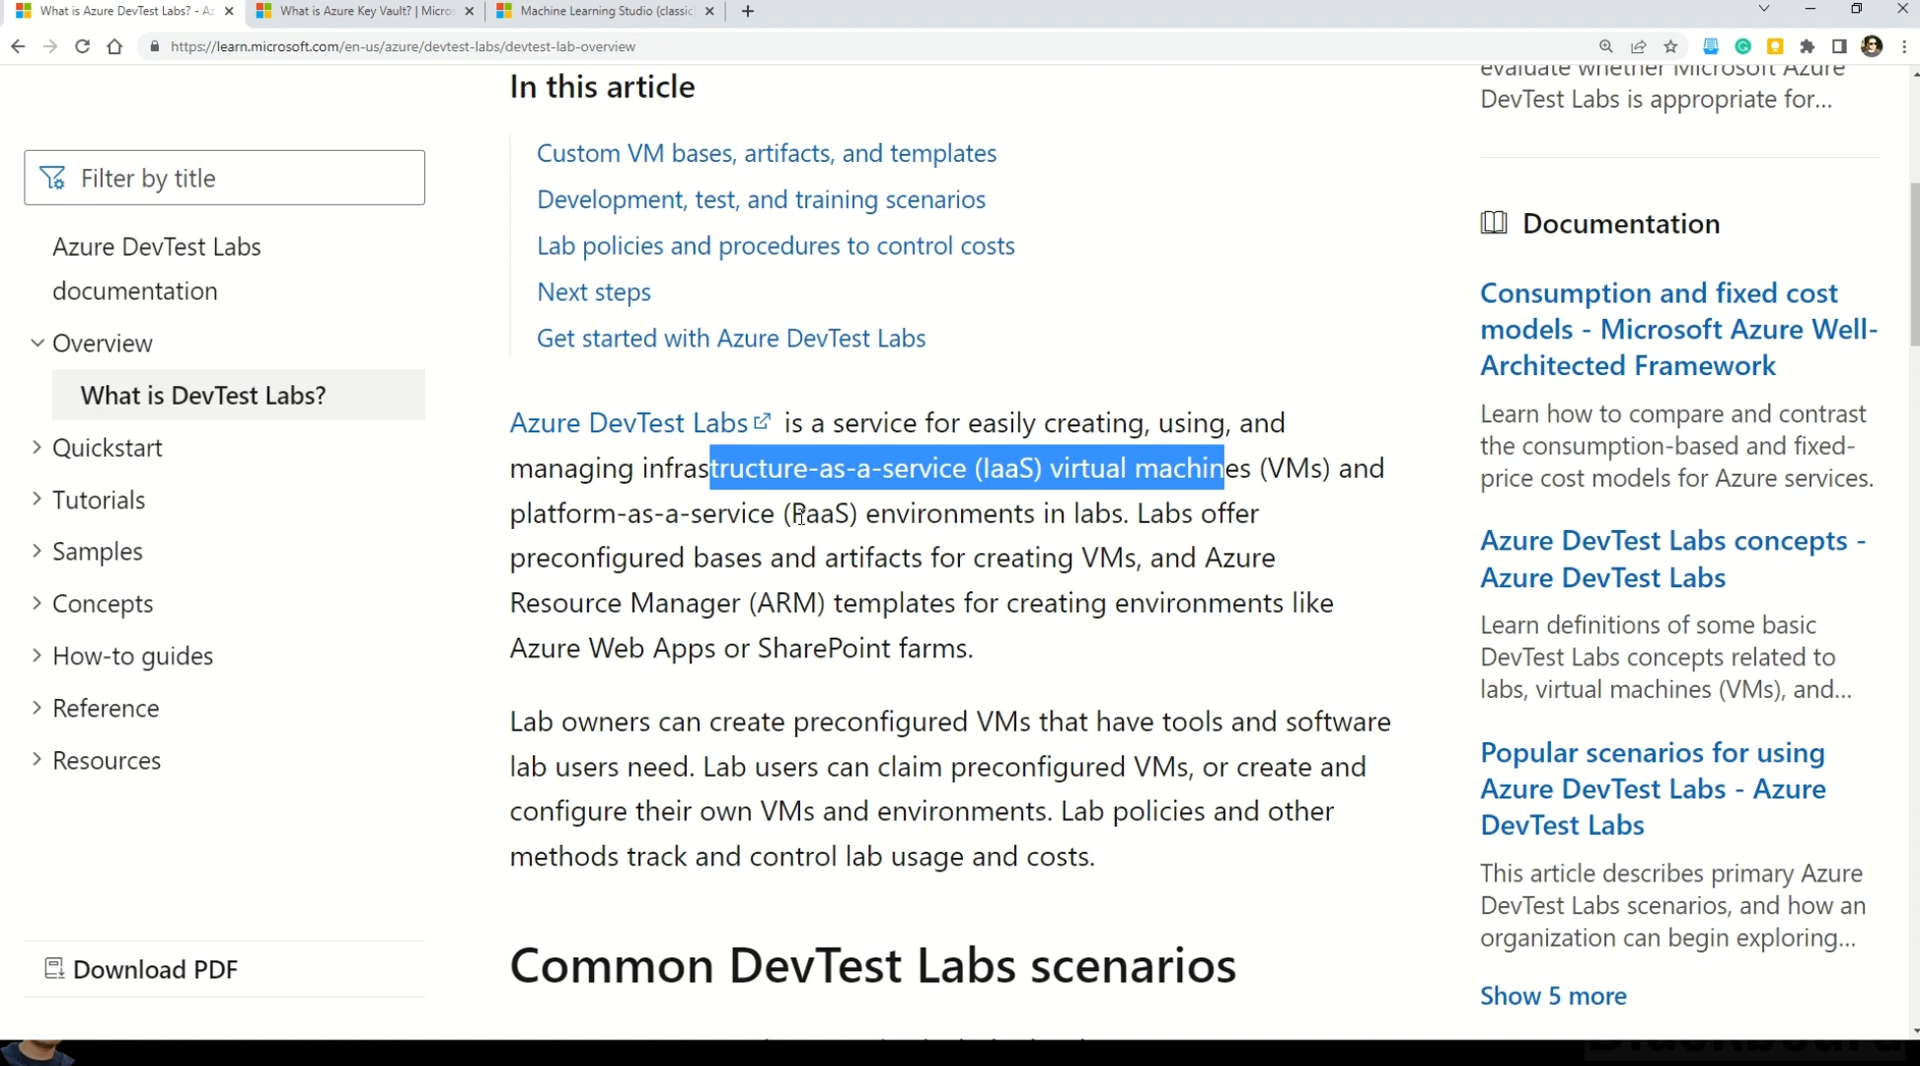 What is Azure DevTest Labs? - Az
What is Azure Key Vault? | Micros
Machine Learning Studio (classic)
https://learn.microsoft.com/en-us/azure/devtest-labs/devtest-lab-overview
Filter by title
Azure DevTest Labs
documentation
Overview
What is DevTest Labs?
Quickstart
Tutorials
Samples
Concepts
How-to guides
Reference
Resources
Download PDF
In this article
Custom VM bases, artifacts, and templates
Development, test, and training scenarios
Lab policies and procedures to control costs
Next steps
Get started with Azure DevTest Labs
Azure DevTest Labs is a service for easily creating, using, and
managing infrastructure-as-a-service (IaaS) virtual machines (VMs) and
platform-as-a-service (PaaS) environments in labs. Labs offer
preconfigured bases and artifacts for creating VMs, and Azure
Resource Manager (ARM) templates for creating environments like
Azure Web Apps or SharePoint farms.
Lab owners can create preconfigured VMs that have tools and software
lab users need. Lab users can claim preconfigured VMs, or create and
configure their own VMs and environments. Lab policies and other
methods track and control lab usage and costs.
Common DevTest Labs scenarios
evaluate whether Microsoft Azure
DevTest Labs is appropriate for...
Documentation
Consumption and fixed cost
models - Microsoft Azure Well-
Architected Framework
Learn how to compare and contrast
the consumption-based and fixed-
price cost models for Azure services.
Azure DevTest Labs concepts -
Azure DevTest Labs
Learn definitions of some basic
DevTest Labs concepts related to
labs, virtual machines (VMs), and...
Popular scenarios for using
Azure DevTest Labs - Azure
DevTest Labs
This article describes primary Azure
DevTest Labs scenarios, and how an
organization can begin exploring...
Show 5 more